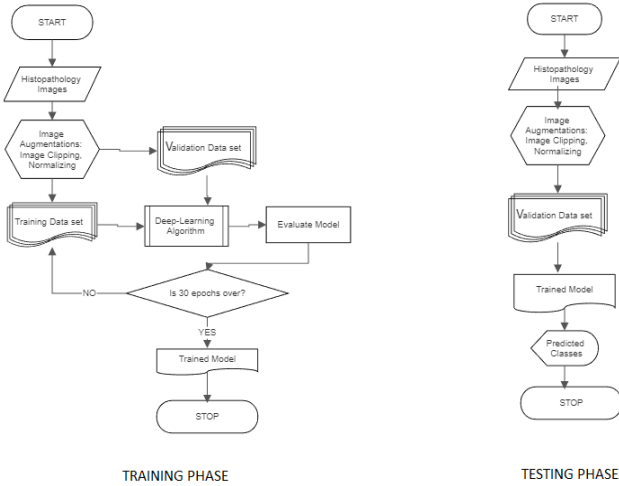 START
Histopathology
Images
Image
Augmentations:
Image Clipping,
Normalizing
Validation Data set
Training Data set
Deep-Learning
Algorithm
Evaluate Model
Is 30 epochs over?
NO
YES
Trained Model
STOP
TRAINING PHASE
START
Histopathology
Images
Image
Augmentations:
Image Clipping,
Normalizing
Validation Data set
Trained Model
Predicted
Classes
STOP
TESTING PHASE